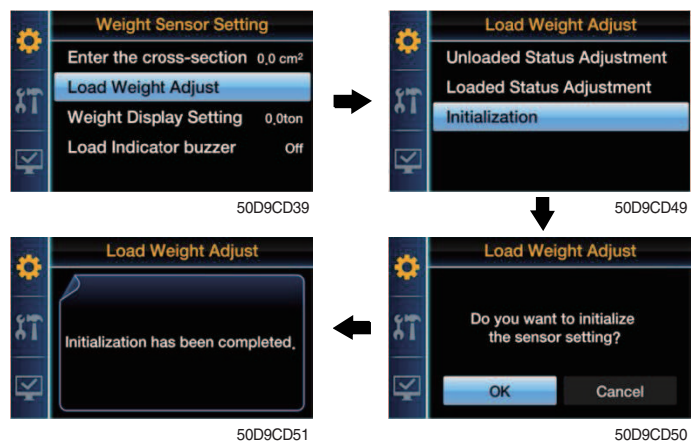 Weight Sensor Setting
Enter the cross-section 0,0 cm²
Load Weight Adjust
Weight Display Setting 0,0ton
Load Indicator buzzer Off
50D9CD39
Load Weight Adjust
Unloaded Status Adjustment
Loaded Status Adjustment
Initialization
50D9CD49
Load Weight Adjust
Do you want to initialize
the sensor setting?
OK Cancel
50D9CD50
Load Weight Adjust
Initialization has been completed.
50D9CD51